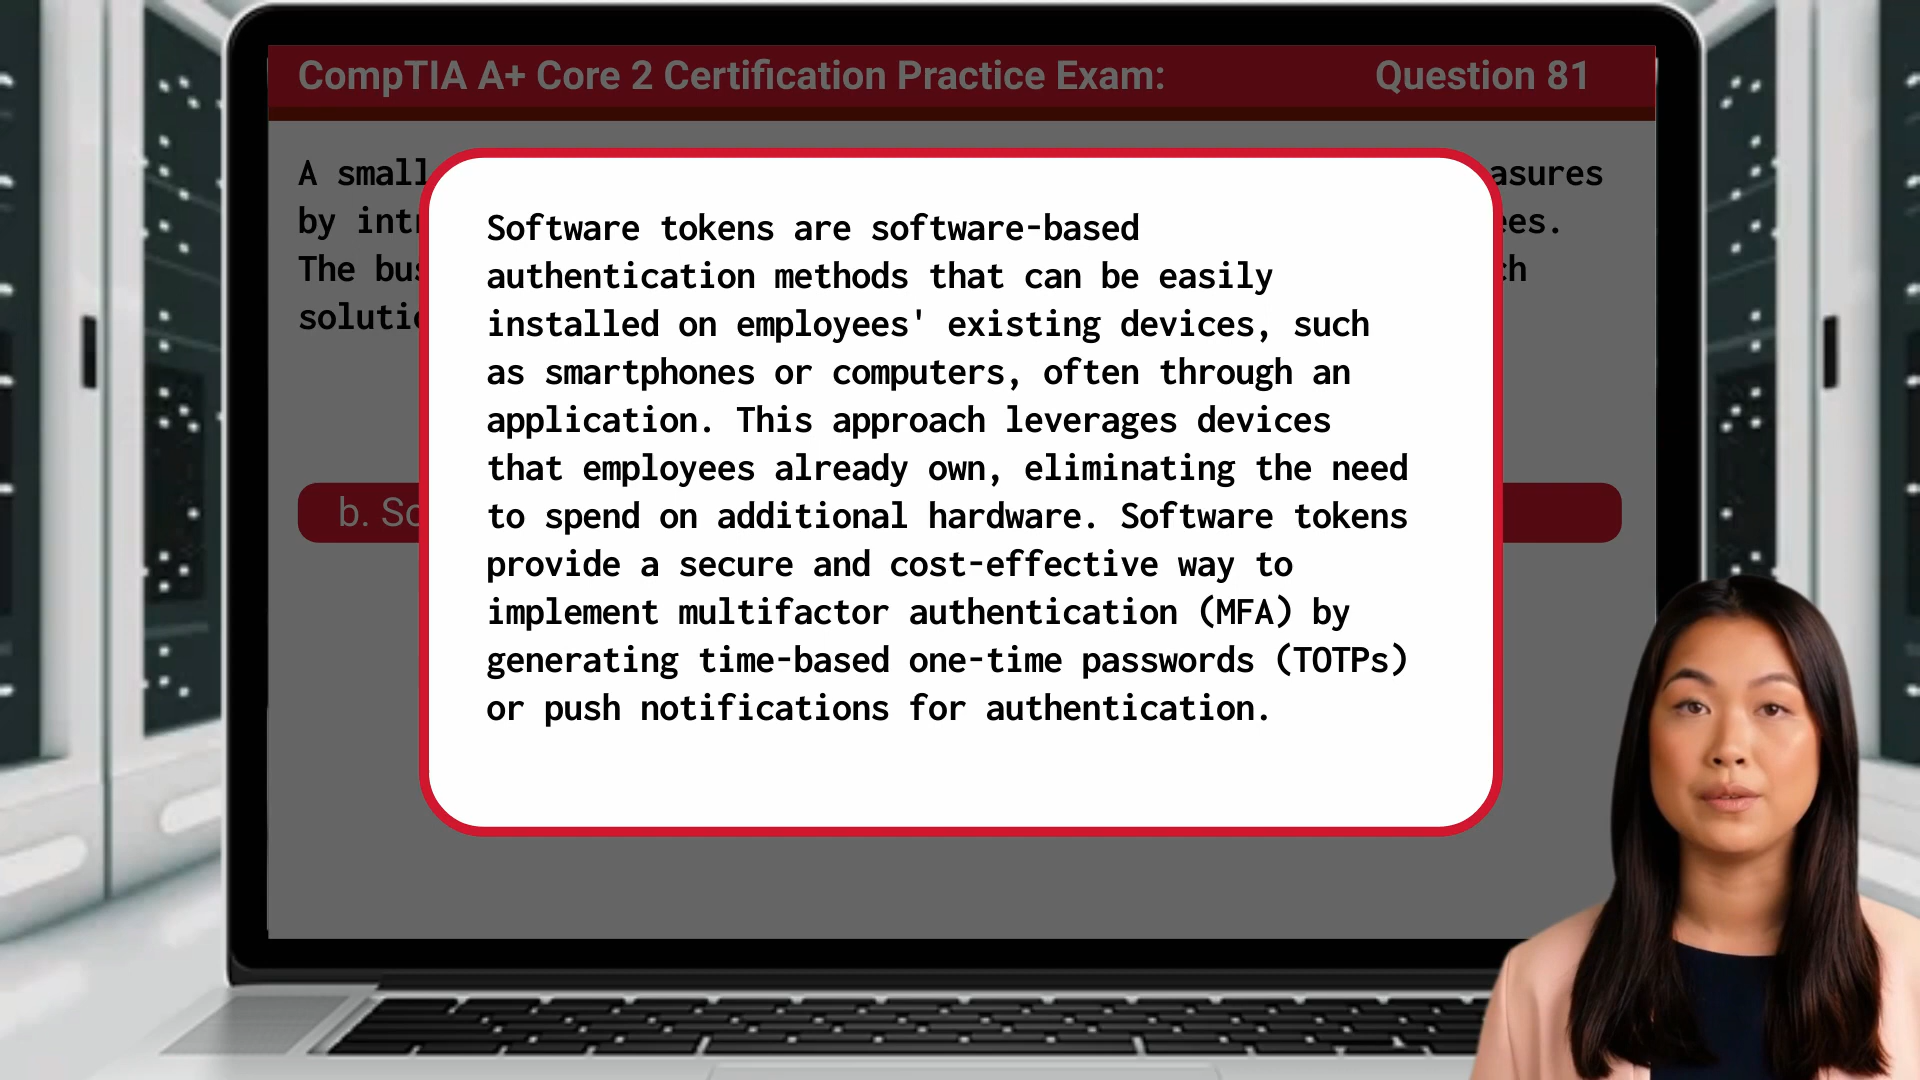 CompTIA A+ Core 2 Certification Practice Exam: Question 81
A small asures
by
The
Software tokens are software-based
authentication methods that can be easily
installed on employees' existing devices, such
as smartphones or computers, often through an
application. This approach leverages devices
that employees already own, eliminating the need
to spend on additional hardware. Software tokens
provide a secure and cost-effective way to
implement multifactor authentication (MFA) by
generating time-based one-time passwords (TOTPs)
or push notifications for authentication.
b.